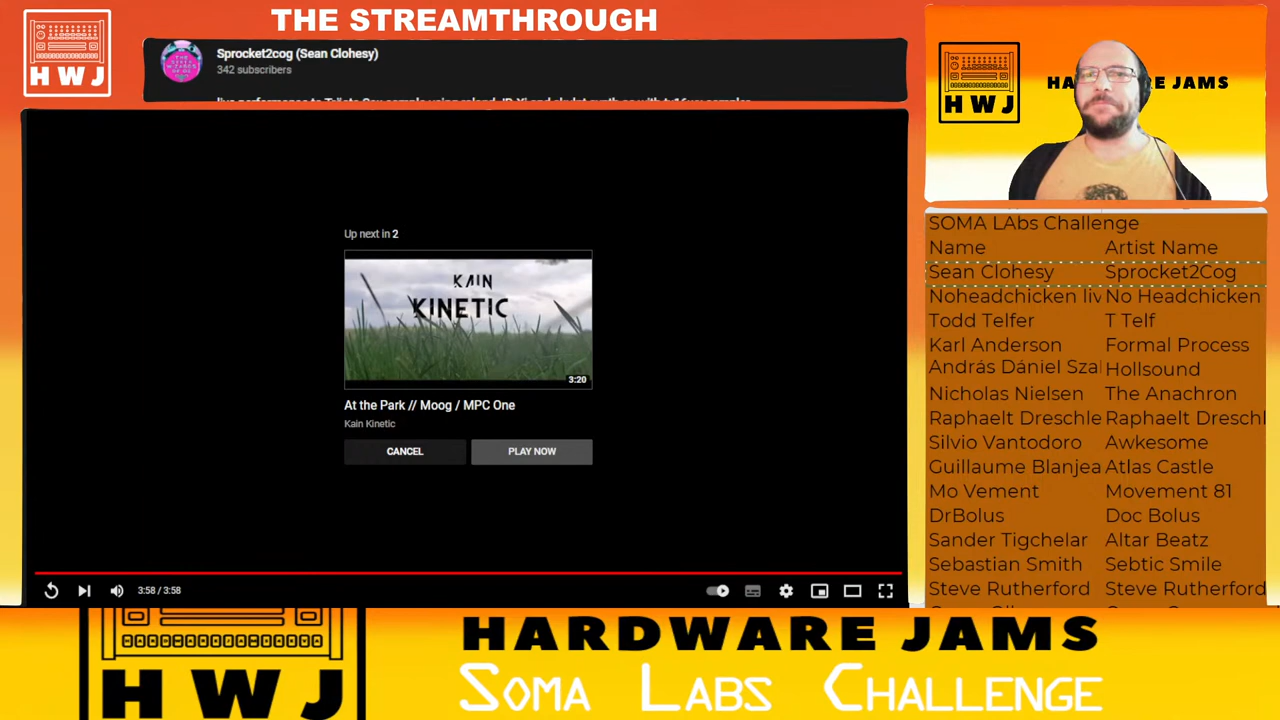 THE STREAMTHROUGH
HWJ
Sprocket2cog (Sean Clohesy)
342 subscribers
HWJ
HARDWARE JAMS
Up next in 2
KAIN
KINETIC
3:20
At the Park // Moog / MPC One
Kain Kinetic
CANCEL
PLAY NOW
3:58 / 3:58
SOMA LAbs Challenge
Name Artist Name
Sean Clohesy Sprocket2Cog
Noheadchicken liv No Headchicken
Todd Telfer T Telf
Karl Anderson Formal Process
András Dániel Sza Hollsound
Nicholas Nielsen The Anachron
Raphaelt Dreschle Raphaelt Dreschl
Silvio Vantodoro Awkesome
Guillaume Blanjea Atlas Castle
Mo Vement Movement 81
DrBolus Doc Bolus
Sander Tigchelar Altar Beatz
Sebastian Smith Sebtic Smile
Steve Rutherford Steve Rutherford
HWJ
HARDWARE JAMS
SOMA LABS CHALLENGE